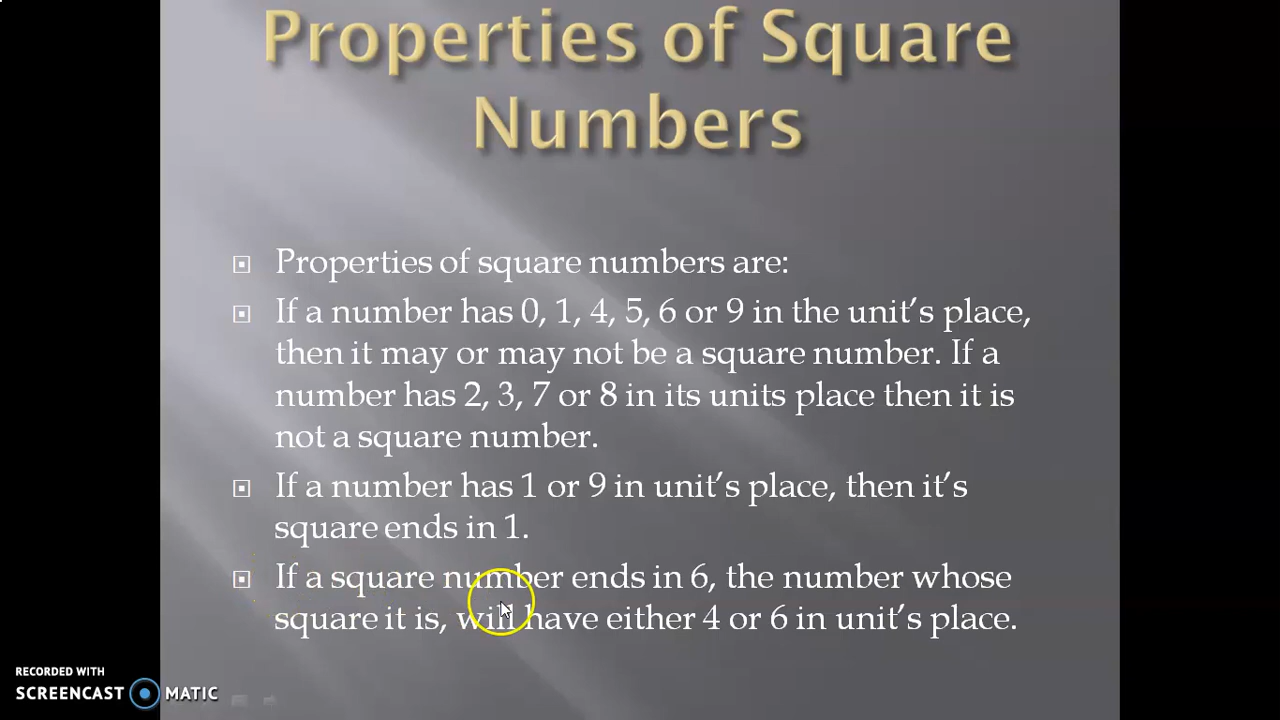 Properties of Square
Numbers
Properties of square numbers are:
If a number has 0, 1, 4, 5, 6 or 9 in the unit’s place,
then it may or may not be a square number. If a
number has 2, 3, 7 or 8 in its units place then it is
not a square number.
If a number has 1 or 9 in unit’s place, then it’s
square ends in 1.
If a square number ends in 6, the number whose
square it is, will have either 4 or 6 in unit’s place.
RECORDED WITH
SCREENCAST MATIC